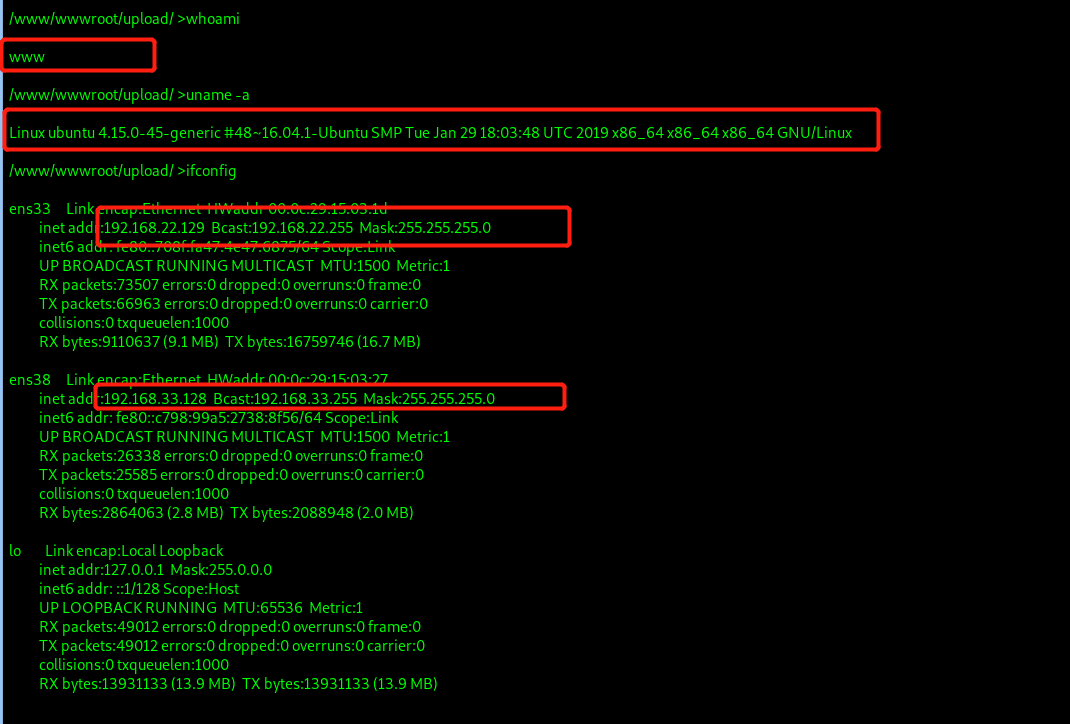 /www/wwwroot/upload/ >whoami
www
/www/wwwroot/upload/ >uname -a
Linux ubuntu 4.15.0-45-generic #48~16.04.1-Ubuntu SMP Tue Jan 29 18:03:48 UTC 2019 x86_64 x86_64 x86_64 GNU/Linux
/www/wwwroot/upload/ >ifconfig
ens33 Link encap:Ethernet HWaddr 00:0c:29:15:03:1d
inet addr:192.168.22.129 Bcast:192.168.22.255 Mask:255.255.255.0
inet6 addr: fe80::708f:fa47:4e47:6875/64 Scope:Link
UP BROADCAST RUNNING MULTICAST MTU:1500 Metric:1
RX packets:73507 errors:0 dropped:0 overruns:0 frame:0
TX packets:66963 errors:0 dropped:0 overruns:0 carrier:0
collisions:0 txqueuelen:1000
RX bytes:9110637 (9.1 MB) TX bytes:16759746 (16.7 MB)
ens38 Link encap:Ethernet HWaddr 00:0c:29:15:03:27
inet addr:192.168.33.128 Bcast:192.168.33.255 Mask:255.255.255.0
inet6 addr: fe80::c798:99a5:2738:8f56/64 Scope:Link
UP BROADCAST RUNNING MULTICAST MTU:1500 Metric:1
RX packets:26338 errors:0 dropped:0 overruns:0 frame:0
TX packets:25585 errors:0 dropped:0 overruns:0 carrier:0
collisions:0 txqueuelen:1000
RX bytes:2864063 (2.8 MB) TX bytes:2088948 (2.0 MB)
lo Link encap:Local Loopback
inet addr:127.0.0.1 Mask:255.0.0.0
inet6 addr: ::1/128 Scope:Host
UP LOOPBACK RUNNING MTU:65536 Metric:1
RX packets:49012 errors:0 dropped:0 overruns:0 frame:0
TX packets:49012 errors:0 dropped:0 overruns:0 carrier:0
collisions:0 txqueuelen:1000
RX bytes:13931133 (13.9 MB) TX bytes:13931133 (13.9 MB)